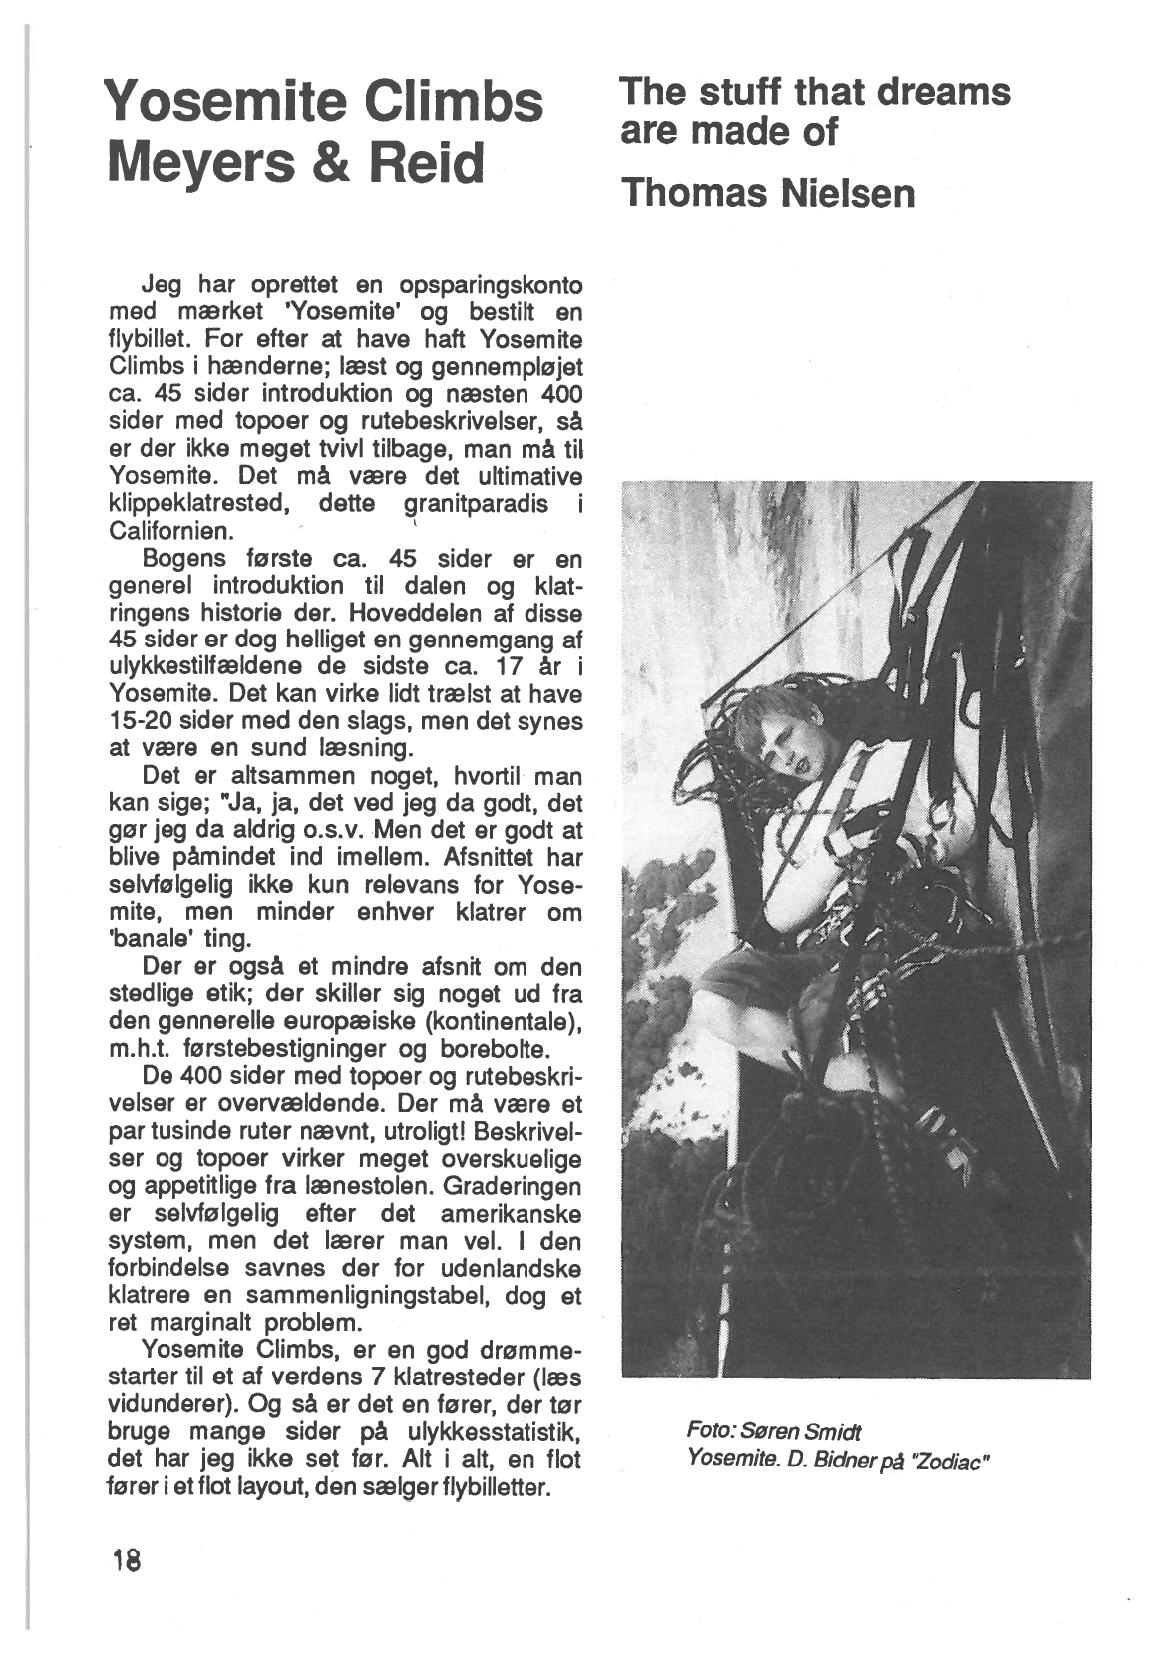 Yosemite Climbs
Meyers & Reid
The stuff that dreams
are made of
Thomas Nielsen
Jeg har oprettet en opsparingskonto
med mærket 'Yosemite' og bestilt en
flybillet. For efter at have haft Yosemite
Climbs i hænderne; læst og gennempløjet
ca. 45 sider introduktion og næsten 400
sider med topoer og rutebeskrivelser, så
er der ikke meget tvivl tilbage, man må til
Yosemite. Det må være det ultimative
klippeklatrested, dette granitparadis i
Californien.
Bogens første ca. 45 sider er en
generel introduktion til dalen og klat-
ringens historie der. Hoveddelen af disse
45 sider er dog helliget en gennemgang af
ulykkestilfældene de sidste ca. 17 år i
Yosemite. Det kan virke lidt trælst at have
15-20 sider med den slags, men det synes
at være en sund læsning.
Det er altsammen noget, hvortil man
kan sige; "Ja, ja, det ved jeg da godt, det
gør jeg da aldrig o.s.v. Men det er godt at
blive påmindet ind imellem. Afsnittet har
selvfølgelig ikke kun relevans for Yose-
mite, men minder enhver klatrer om
'banale' ting.
Der er også et mindre afsnit om den
stedlige etik; der skiller sig noget ud fra
den gennerelle europæiske (kontinentale),
m.h.t. førstebestigninger og borebolte.
De 400 sider med topoer og rutebeskri-
velser er overvældende. Der må være et
par tusinde ruter nævnt, utroligt! Beskrivel-
ser og topoer virker meget overskuelige
og appetitlige fra lænestolen. Graderingen
er selvfølgelig efter det amerikanske
system, men det lærer man vel. I den
forbindelse savnes der for udenlandske
klatrere en sammenligningstabel, dog et
ret marginalt problem.
Yosemite Climbs, er en god drømme-
starter til et af verdens 7 klatresteder (læs
vidunderer). Og så er det en fører, der tør
bruge mange sider på ulykkesstatistik,
det har jeg ikke set før. Alt i alt, en flot
fører i et flot layout, den sælger flybilletter.
Foto: Søren Smidt
Yosemite. D. Bidner på "Zodiac"
18